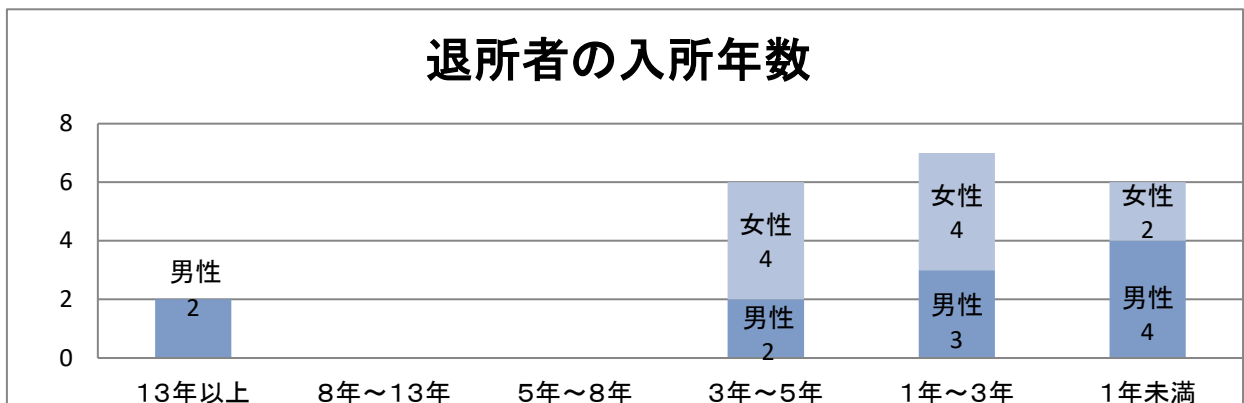 退所者の入所年数
8
6
4
2
0
男性
2
女性
4
男性
2
女性
4
男性
3
女性
2
男性
4
13年以上
8年～13年
5年～8年
3年～5年
1年～3年
1年未満